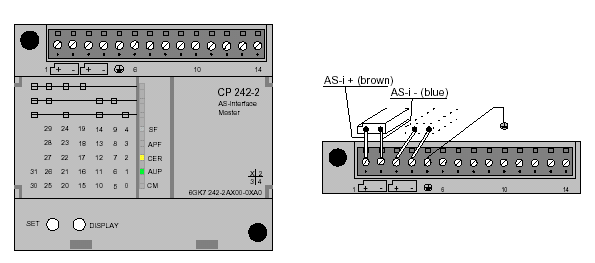 1 + - + - 6 10 14
CP 242-2
AS-Interface
Master
29 24 19 14 9 4 SF
28 23 18 13 8 3 APF
27 22 17 12 7 2 CER
31 26 21 16 11 6 1 AUP
30 25 20 15 10 5 0 CM
X 2
3 4
6GK7 242-2AX00-0XA0
SET DISPLAY
AS-i + (brown)
AS-i - (blue)
1 + - + - 6 10 14